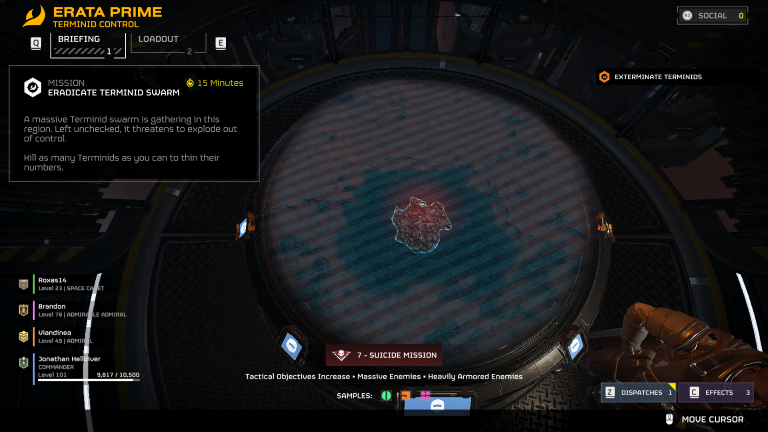 ERATA PRIME
TERMINID CONTROL
SOCIAL 0
Q
BRIEFING
1
LOADOUT
2
E
MISSION
15 Minutes
ERADICATE TERMINID SWARM
A massive Terminid swarm is gathering in this
region. Left unchecked, it threatens to explode out
of control.
Kill as many Terminids as you can to thin their
numbers.
EXTERMINATE TERMINIDS
Roxas14
Level 23 | SPACE CADET
Brandon
Level 78 | ADMIRABLE ADMIRAL
Viandinea
Level 49 | ADMIRAL
Jonathan Helldiver
COMMANDER
Level 101 9,817 / 10,500
7 - SUICIDE MISSION
Tactical Objectives Increase • Massive Enemies • Heavily Armored Enemies
SAMPLES:
Z DISPATCHES 1
C EFFECTS 3
MOVE CURSOR